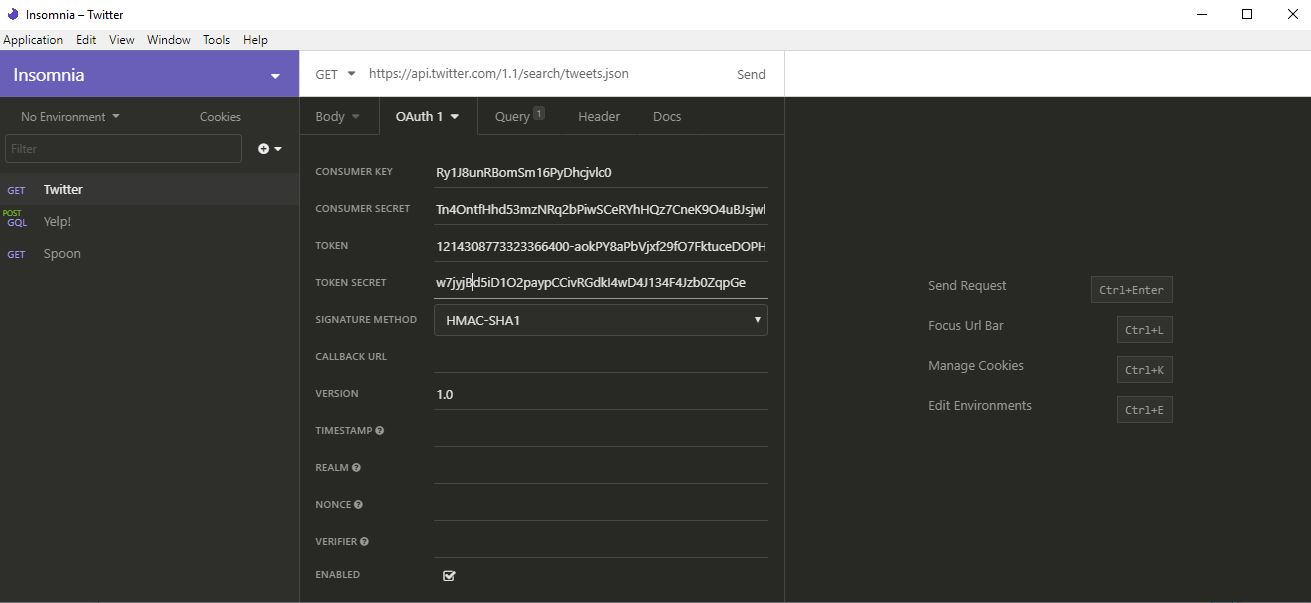 Insomnia – Twitter
Application Edit View Window Tools Help
Insomnia
GET https://api.twitter.com/1.1/search/tweets.json Send
No Environment Cookies
Body OAuth 1 Query 1 Header Docs
Filter
GET Twitter
POST
GQL Yelp!
GET Spoon
CONSUMER KEY Ry1J8unRBomSm16PyDhcjvlc0
CONSUMER SECRET Tn4OntfHhd53mzNRq2bPiwSCeRYhHQz7CneK9O4uBJsjwl
TOKEN 1214308773323366400-aokPY8aPbVjxf29fO7FktuceDOPH
TOKEN SECRET w7jyjBd5iD1O2paypCCivRGdkI4wD4J134F4Jzb0ZqpGe
SIGNATURE METHOD HMAC-SHA1
CALLBACK URL
VERSION 1.0
TIMESTAMP
REALM
NONCE
VERIFIER
ENABLED
Send Request Ctrl+Enter
Focus Url Bar Ctrl+L
Manage Cookies Ctrl+K
Edit Environments Ctrl+E